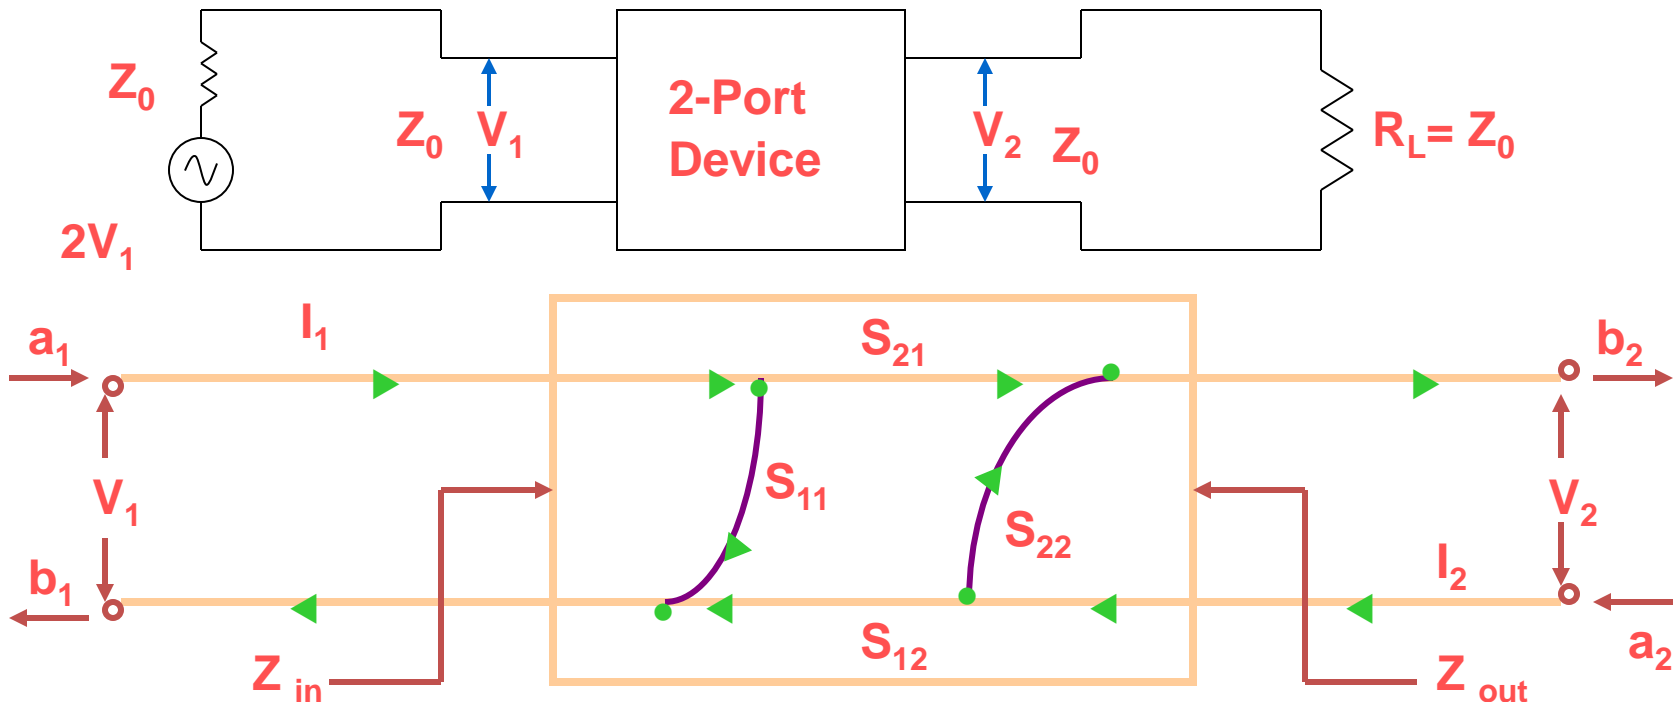 Z0
Z0
V1
2-Port
Device
V2
Z0
RL= Z0
2V1
a1
I1
S21
b2
V1
S11
S22
V2
b1
I2
S12
a2
Z in
Z out